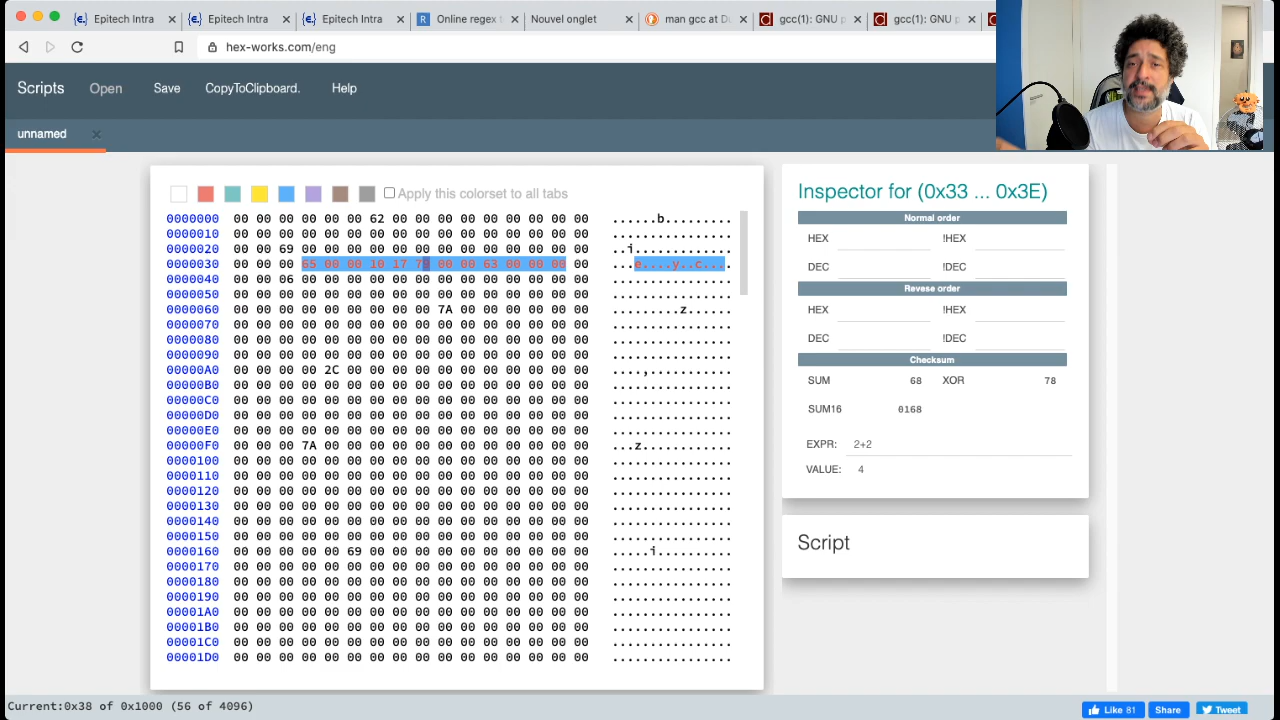 Epitech Intra × Epitech Intra × Epitech Intra × Online regex × Nouvel onglet × man gcc at Du × gcc(1): GNU p × gcc(1): GNU p ×
hex-works.com/eng
Scripts Open Save CopyToClipboard. Help
unnamed ×
Apply this colorset to all tabs
0000000 00 00 00 00 00 00 62 00 00 00 00 00 00 00 00 00 ......b.........
0000010 00 00 00 00 00 00 00 00 00 00 00 00 00 00 00 00 ................
0000020 00 00 69 00 00 00 00 00 00 00 00 00 00 00 00 00 ..i.............
0000030 00 00 00 65 00 00 10 17 00 00 63 00 00 00 00 ...e....y..c....
0000040 00 00 06 00 00 00 00 00 00 00 00 00 00 00 00 00 ................
0000050 00 00 00 00 00 00 00 00 00 00 00 00 00 00 00 00 ................
0000060 00 00 00 00 00 00 00 00 00 7A 00 00 00 00 00 00 .........z......
0000070 00 00 00 00 00 00 00 00 00 00 00 00 00 00 00 00 ................
0000080 00 00 00 00 00 00 00 00 00 00 00 00 00 00 00 00 ................
0000090 00 00 00 00 00 00 00 00 00 00 00 00 00 00 00 00 ................
00000A0 00 00 00 00 2C 00 00 00 00 00 00 00 00 00 00 00 ....,...........
00000B0 00 00 00 00 00 00 00 00 00 00 00 00 00 00 00 00 ................
00000C0 00 00 00 00 00 00 00 00 00 00 00 00 00 00 00 00 ................
00000D0 00 00 00 00 00 00 00 00 00 00 00 00 00 00 00 00 ................
00000E0 00 00 00 00 00 00 00 00 00 00 00 00 00 00 00 00 ................
00000F0 00 00 00 7A 00 00 00 00 00 00 00 00 00 00 00 00 ...z............
0000100 00 00 00 00 00 00 00 00 00 00 00 00 00 00 00 00 ................
0000110 00 00 00 00 00 00 00 00 00 00 00 00 00 00 00 00 ................
0000120 00 00 00 00 00 00 00 00 00 00 00 00 00 00 00 00 ................
0000130 00 00 00 00 00 00 00 00 00 00 00 00 00 00 00 00 ................
0000140 00 00 00 00 00 00 00 00 00 00 00 00 00 00 00 00 ................
0000150 00 00 00 00 00 00 00 00 00 00 00 00 00 00 00 00 ................
0000160 00 00 00 00 00 69 00 00 00 00 00 00 00 00 00 00 .....i..........
0000170 00 00 00 00 00 00 00 00 00 00 00 00 00 00 00 00 ................
0000180 00 00 00 00 00 00 00 00 00 00 00 00 00 00 00 00 ................
0000190 00 00 00 00 00 00 00 00 00 00 00 00 00 00 00 00 ................
00001A0 00 00 00 00 00 00 00 00 00 00 00 00 00 00 00 00 ................
00001B0 00 00 00 00 00 00 00 00 00 00 00 00 00 00 00 00 ................
00001C0 00 00 00 00 00 00 00 00 00 00 00 00 00 00 00 00 ................
00001D0 00 00 00 00 00 00 00 00 00 00 00 00 00 00 00 00 ................
Inspector for (0x33 ... 0x3E)
Normal order
HEX !HEX
DEC !DEC
Revese order
HEX !HEX
DEC !DEC
Checksum
SUM 68 XOR 78
SUM16 0168
EXPR: 2+2
VALUE: 4
Script
Current:0x38 of 0x1000 (56 of 4096)
Like 81 Share Tweet